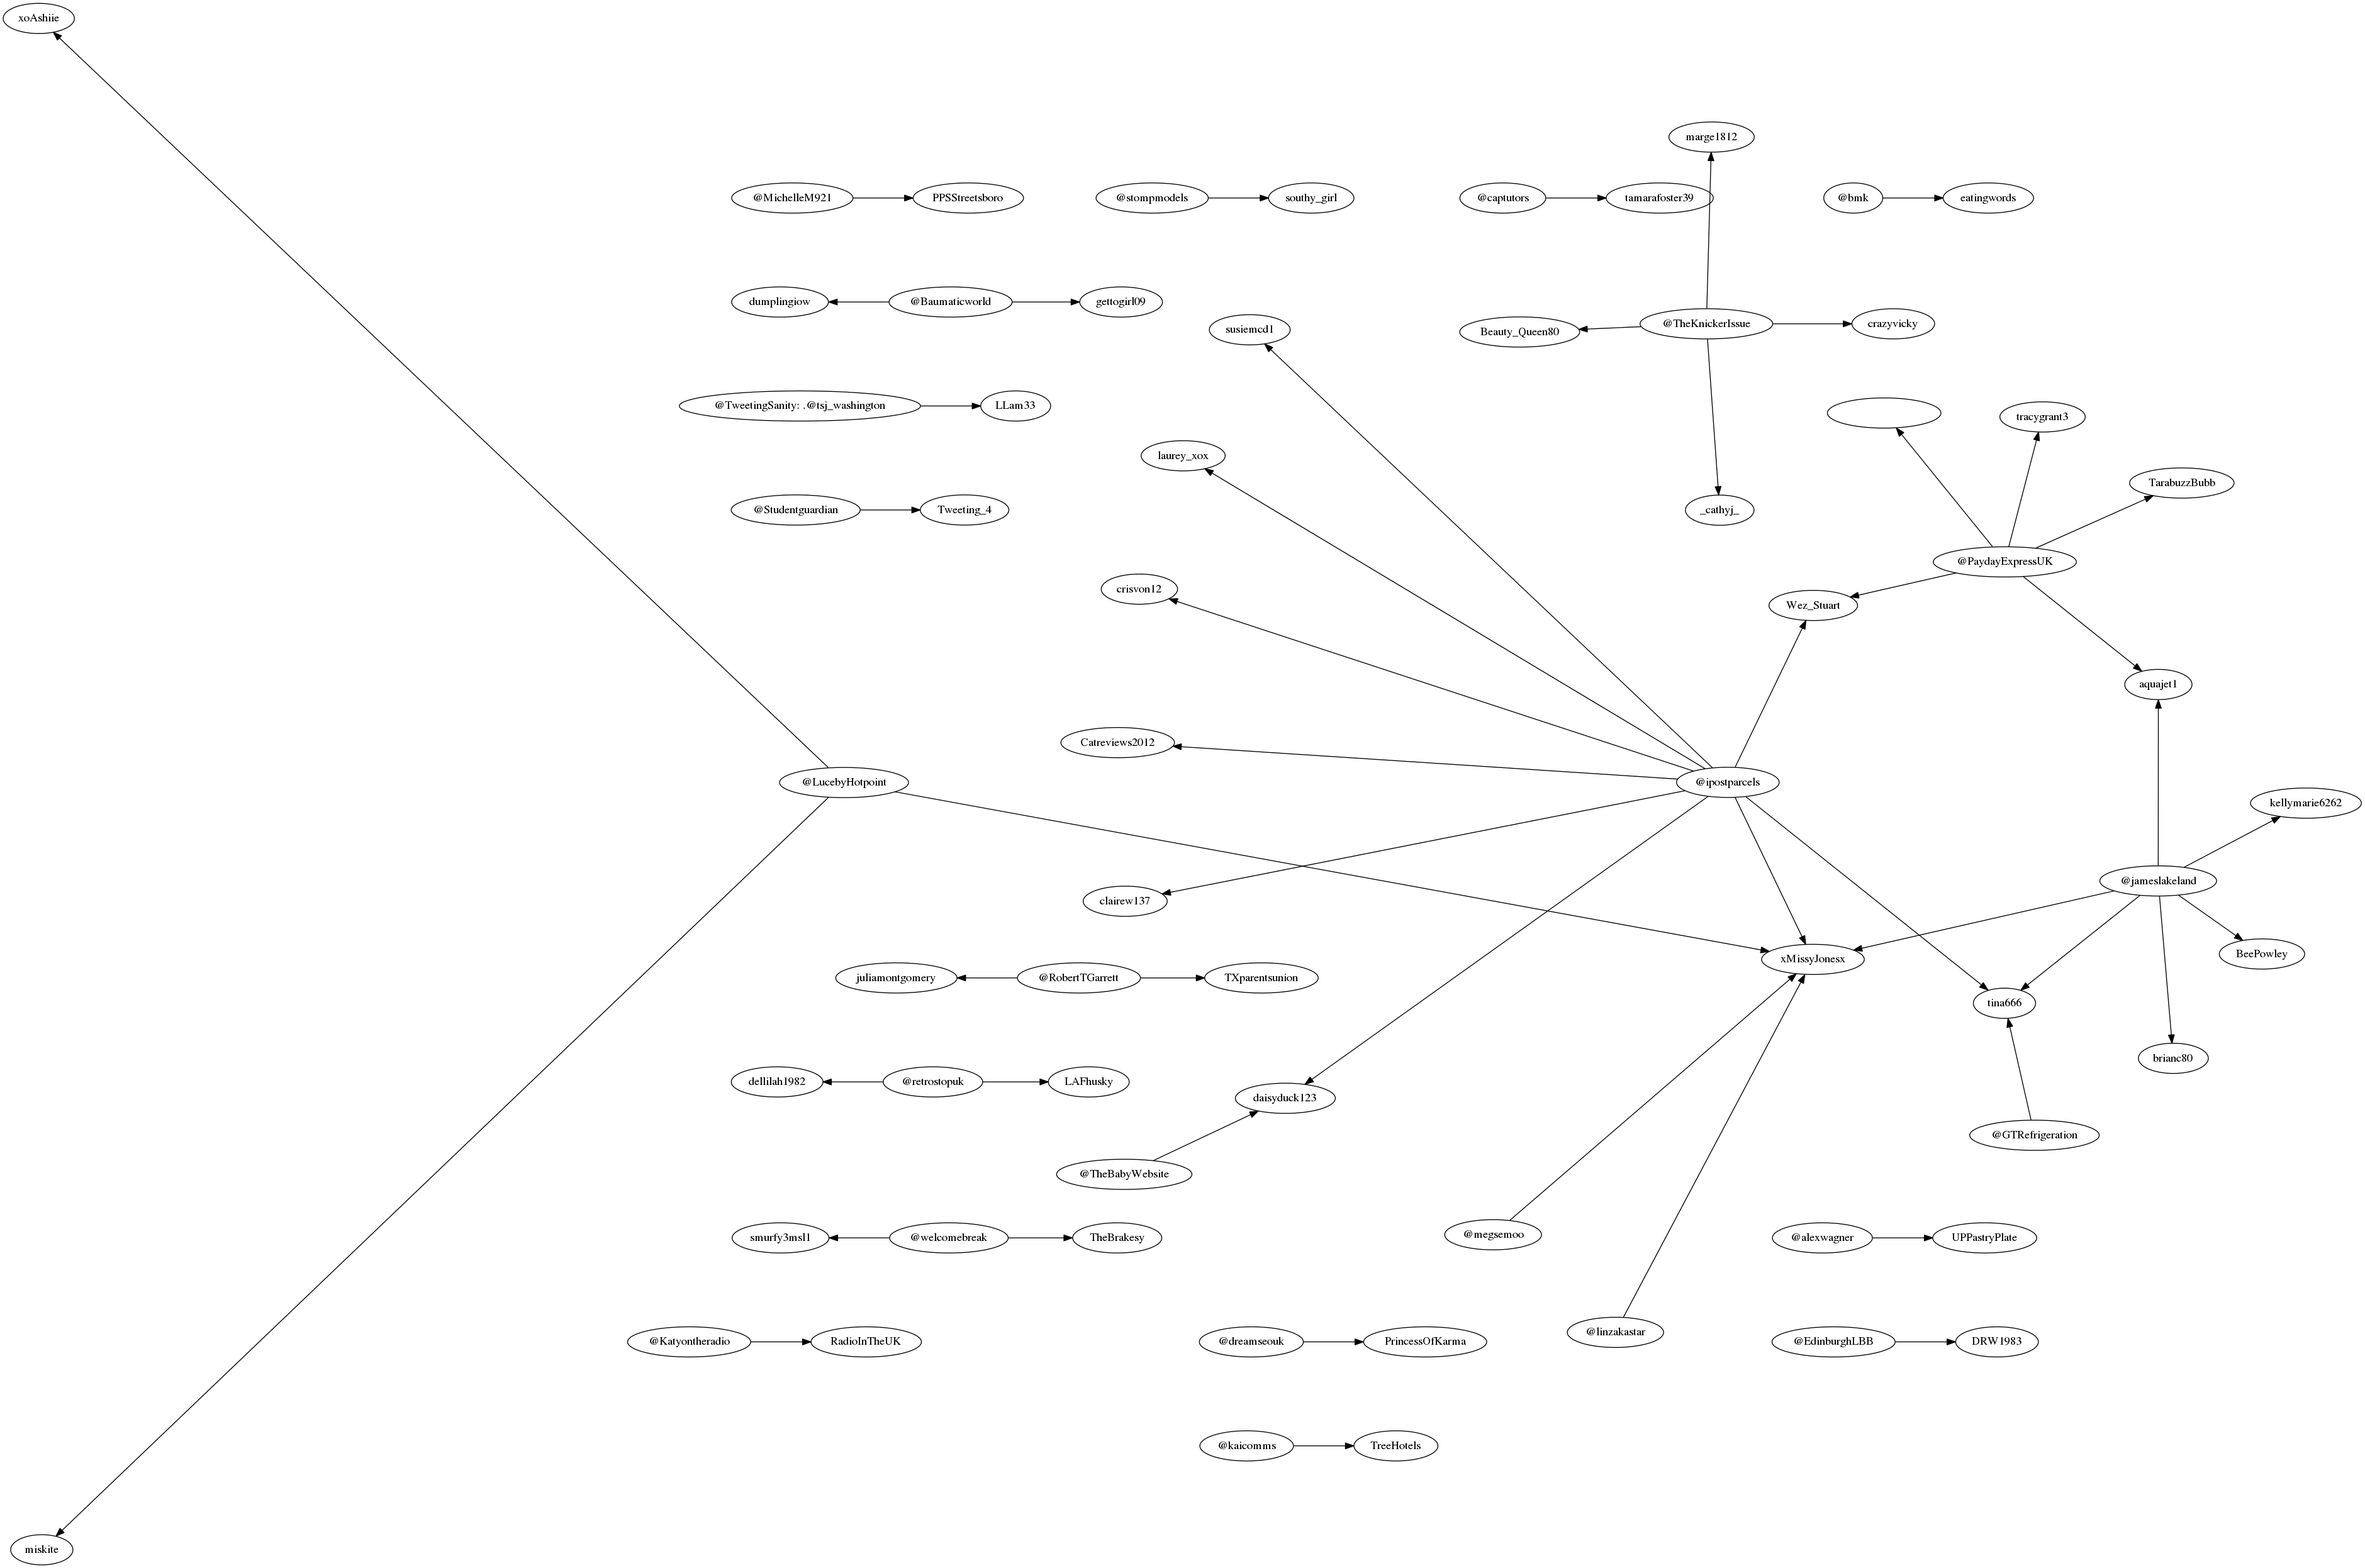 xoAshiie
marge1812
@MichelleM921
PPSStreetsboro
@stompmodels
southy_girl
@captutors
tamarafoster39
@bmk
eatingwords
dumplingiow
@Baumaticworld
gettogirl09
susiemcd1
Beauty_Queen80
@TheKnickerIssue
crazyvicky
@TweetingSanity: .@tsj_washington
LLam33
tracygrant3
laurey_xox
TarabuzzBubb
@Studentguardian
Tweeting_4
_cathyj_
@PaydayExpressUK
crisvon12
Wez_Stuart
aquajet1
Catreviews2012
@LucebyHotpoint
@ipostparcels
kellymarie6262
@jameslakeland
clairew137
BeePowley
xMissyJonesx
juliamontgomery
@RobertTGarrett
TXparentsunion
tina666
brianc80
dellilah1982
@retrostopuk
LAFhusky
daisyduck123
@GTRefrigeration
@TheBabyWebsite
@megsemoo
smurfy3msl1
@welcomebreak
TheBrakesy
@alexwagner
UPPastryPlate
@linzakastar
@Katyontheradio
RadioInTheUK
@dreamseouk
PrincessOfKarma
@EdinburghLBB
DRW1983
@kaicomms
TreeHotels
miskite